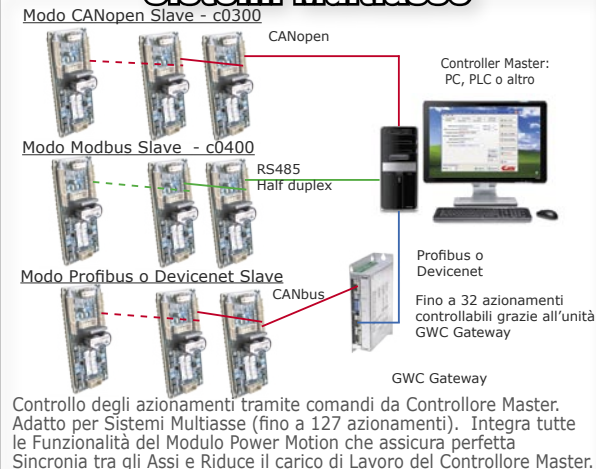 Sistemi Multiasse
Modo CANopen Slave - c0300
CANopen
Controller Master:
PC, PLC o altro
Modo Modbus Slave - c0400
RS485
Half duplex
Profibus o
Devicenet
Modo Profibus o Devicenet Slave
CANbus
Fino a 32 azionamenti
controllabili grazie all'unità
GWC Gateway
GWC Gateway
Controllo degli azionamenti tramite comandi da Controllore Master.
Adatto per Sistemi Multiasse (fino a 127 azionamenti). Integra tutte
le Funzionalità del Modulo Power Motion che assicura perfetta
Sincronia tra gli Assi e Riduce il carico di Lavoro del Controllore Master.